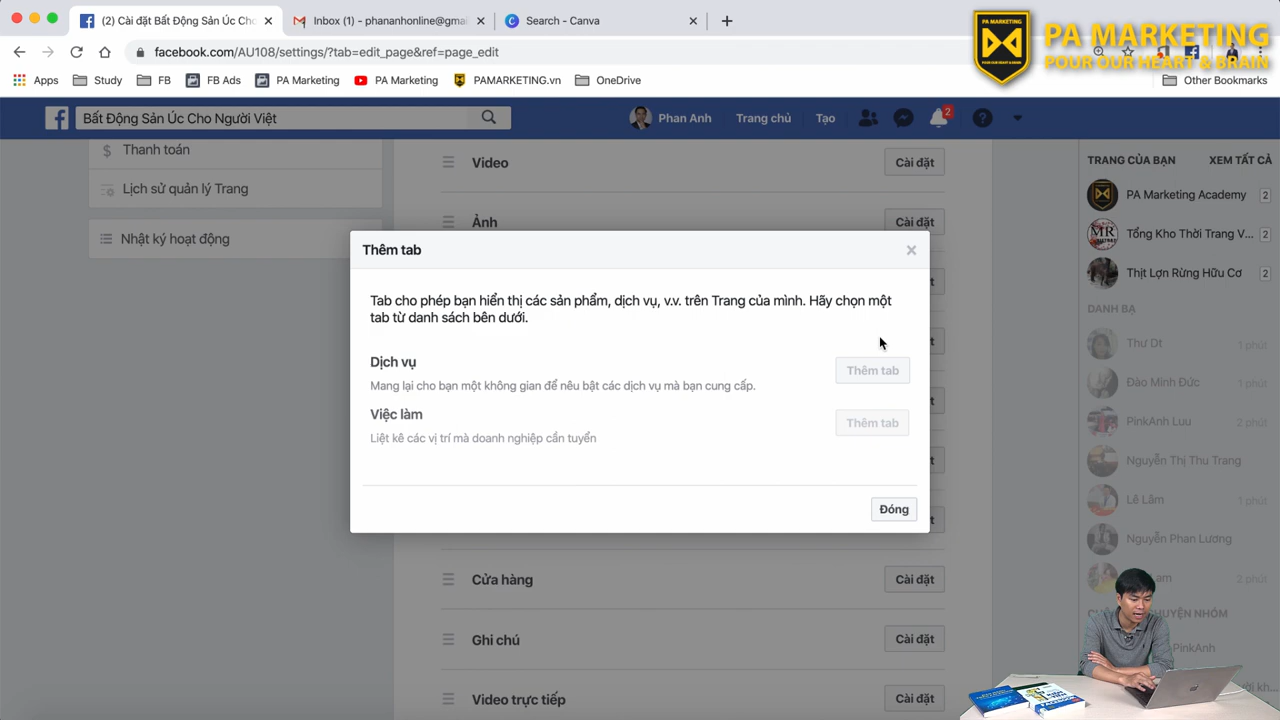 (2) Cài đặt Bất Động Sản Úc Cho
Inbox (1) - phananhonline@gmai
Search - Canva
facebook.com/AU108/settings/?tab=edit_page&ref=page_edit
PA MARKETING
PA MARKETING
POUR OUR HEART & BRAIN
Apps
Study
FB
FB Ads
PA Marketing
PA Marketing
PAMARKETING.vn
OneDrive
Other Bookmarks
Bất Động Sản Úc Cho Người Việt
Phan Anh
Trang chủ
Tạo
2
Thanh toán
Lịch sử quản lý Trang
Nhật ký hoạt động
Video
Cài đặt
Ảnh
Cài đặt
Thêm tab
Tab cho phép bạn hiển thị các sản phẩm, dịch vụ, v.v. trên Trang của mình. Hãy chọn một
tab từ danh sách bên dưới.
Dịch vụ
Thêm tab
Mang lại cho bạn một không gian để nêu bật các dịch vụ mà bạn cung cấp.
Việc làm
Thêm tab
Liệt kê các vị trí mà doanh nghiệp cần tuyển
Đóng
Cửa hàng
Cài đặt
Ghi chú
Cài đặt
Video trực tiếp
Cài đặt
TRANG CỦA BẠN
XEM TẤT CẢ
PA Marketing Academy
2
Tổng Kho Thời Trang V...
2
Thịt Lợn Rừng Hữu Cơ
2
DANH BẠ
Thư Dt
1 phút
Đào Minh Đức
1 phút
PinkAnh Luu
2 phút
Nguyễn Thị Thu Trang
Lê Lâm
1 phút
Nguyễn Phan Lương
2 phút
PinkAnh